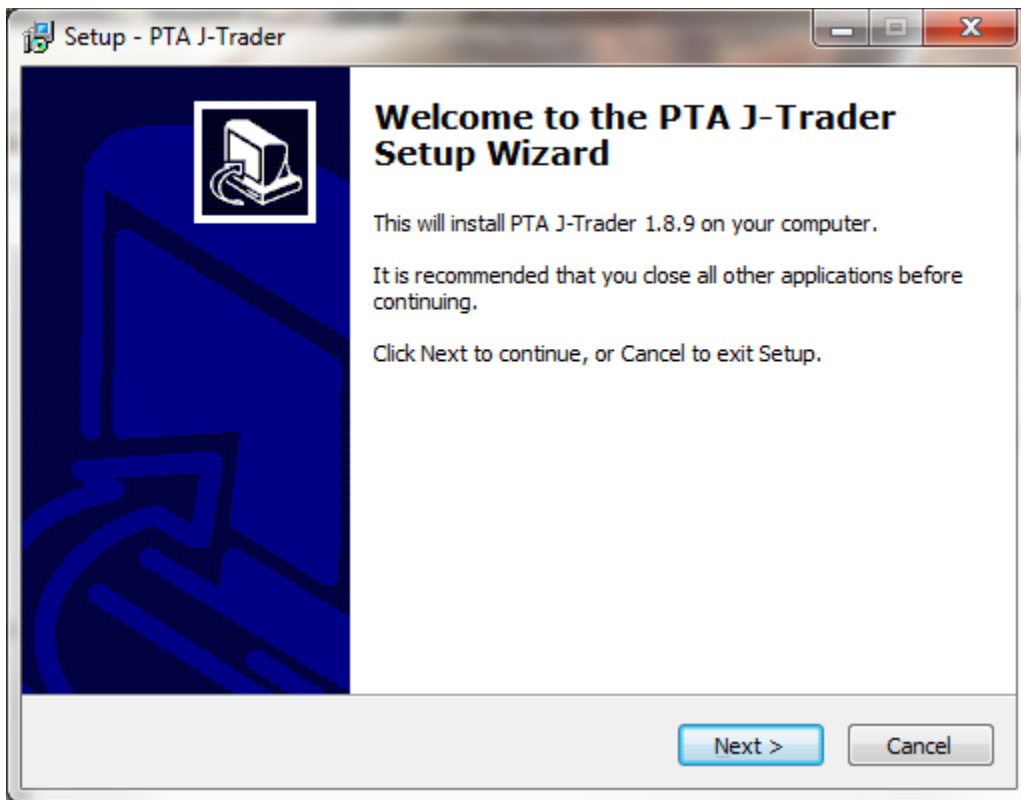 Setup - PTA J-Trader
Welcome to the PTA J-Trader
Setup Wizard
This will install PTA J-Trader 1.8.9 on your computer.
It is recommended that you close all other applications before
continuing.
Click Next to continue, or Cancel to exit Setup.
Next >
Cancel